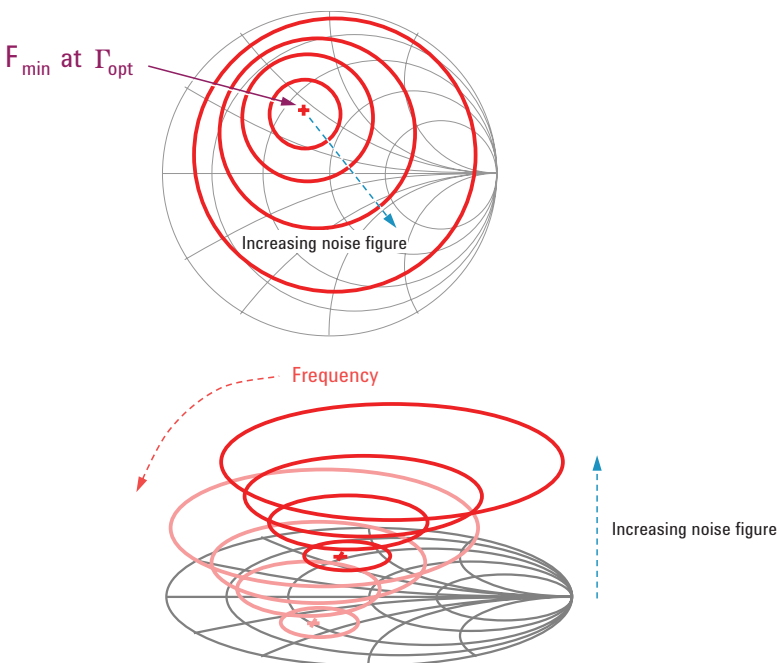 F min at Γopt
Increasing noise figure
Frequency
Increasing noise figure